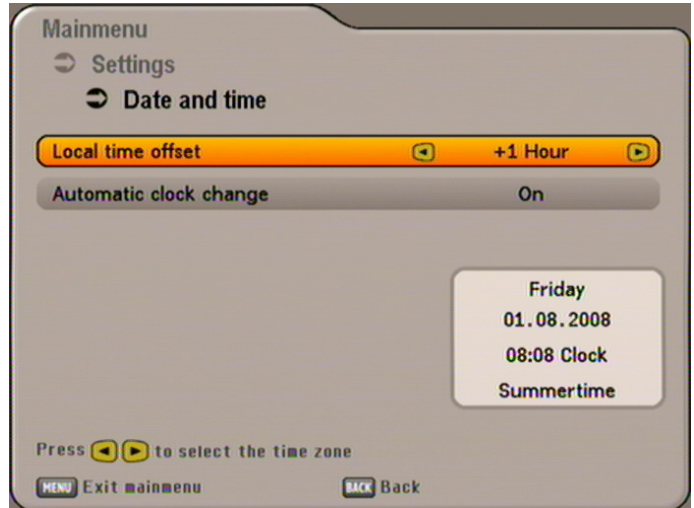 Mainmenu
Settings
Date and time
Local time offset +1 Hour
Automatic clock change On
Friday
01.08.2008
08:08 Clock
Summertime
Press to select the time zone
MENU Exit mainmenu BACK Back